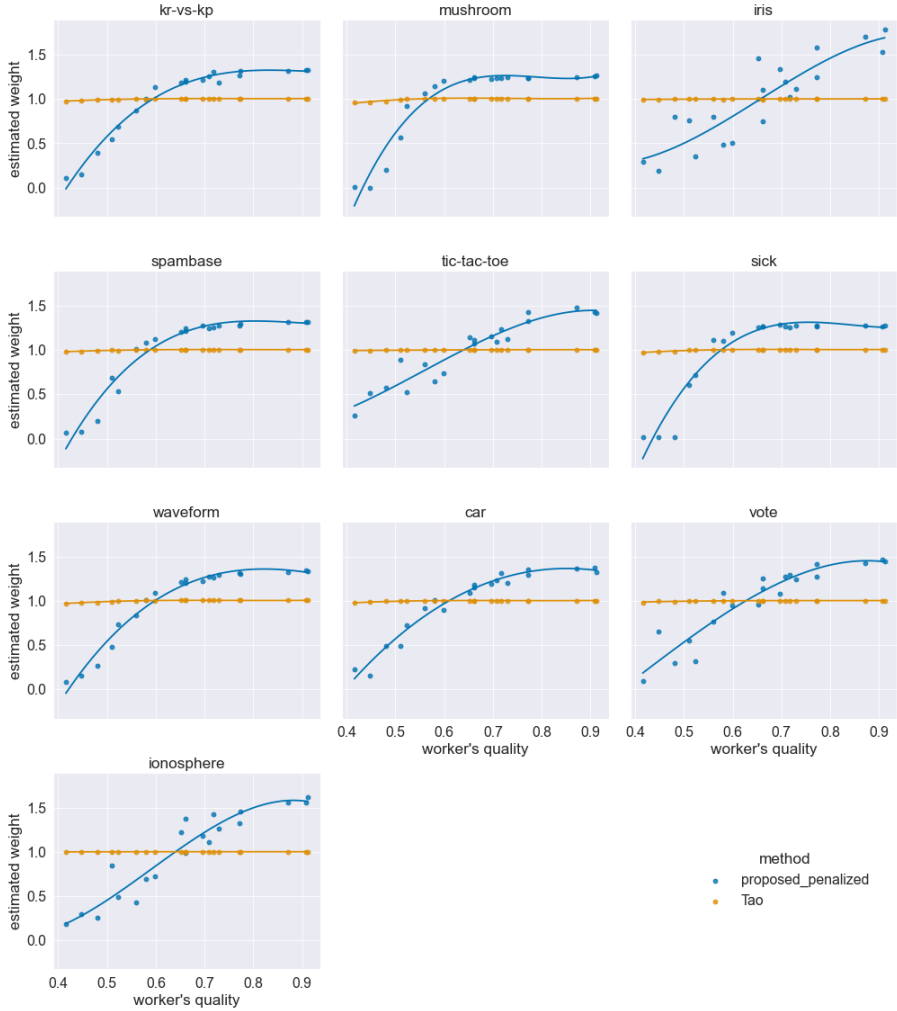 kr-vs-kp
mushroom
iris
estimated weight
1.5
1.0
0.5
0.0
spambase
tic-tac-toe
sick
estimated weight
1.5
1.0
0.5
0.0
waveform
car
vote
estimated weight
1.5
1.0
0.5
0.0
0.4 0.5 0.6 0.7 0.8 0.9
worker's quality
0.4 0.5 0.6 0.7 0.8 0.9
worker's quality
ionosphere
estimated weight
1.5
1.0
0.5
0.0
0.4 0.5 0.6 0.7 0.8 0.9
worker's quality
method
proposed_penalized
Tao